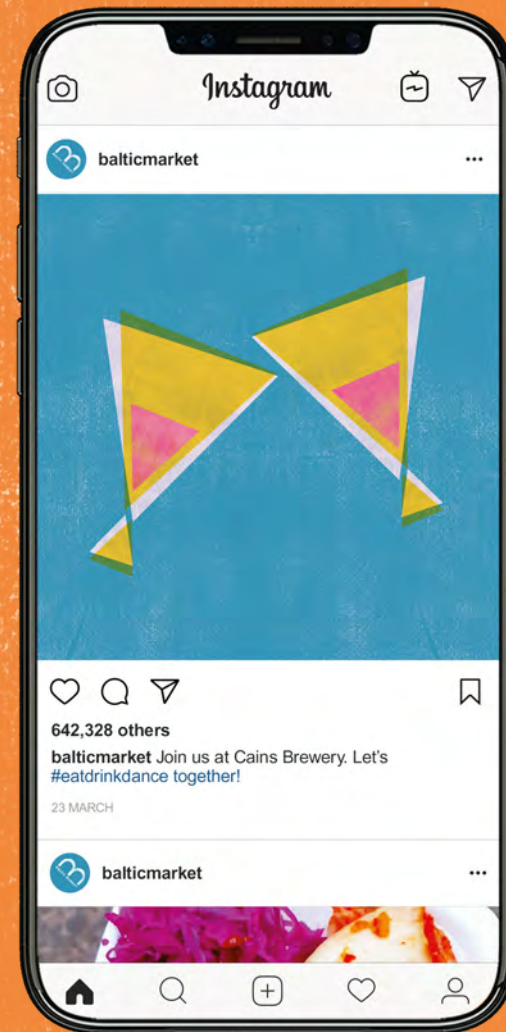 Instagram
balticmarket
642,328 others
balticmarket Join us at Cains Brewery. Let's
#eatdrinkdance together!
23 MARCH
balticmarket